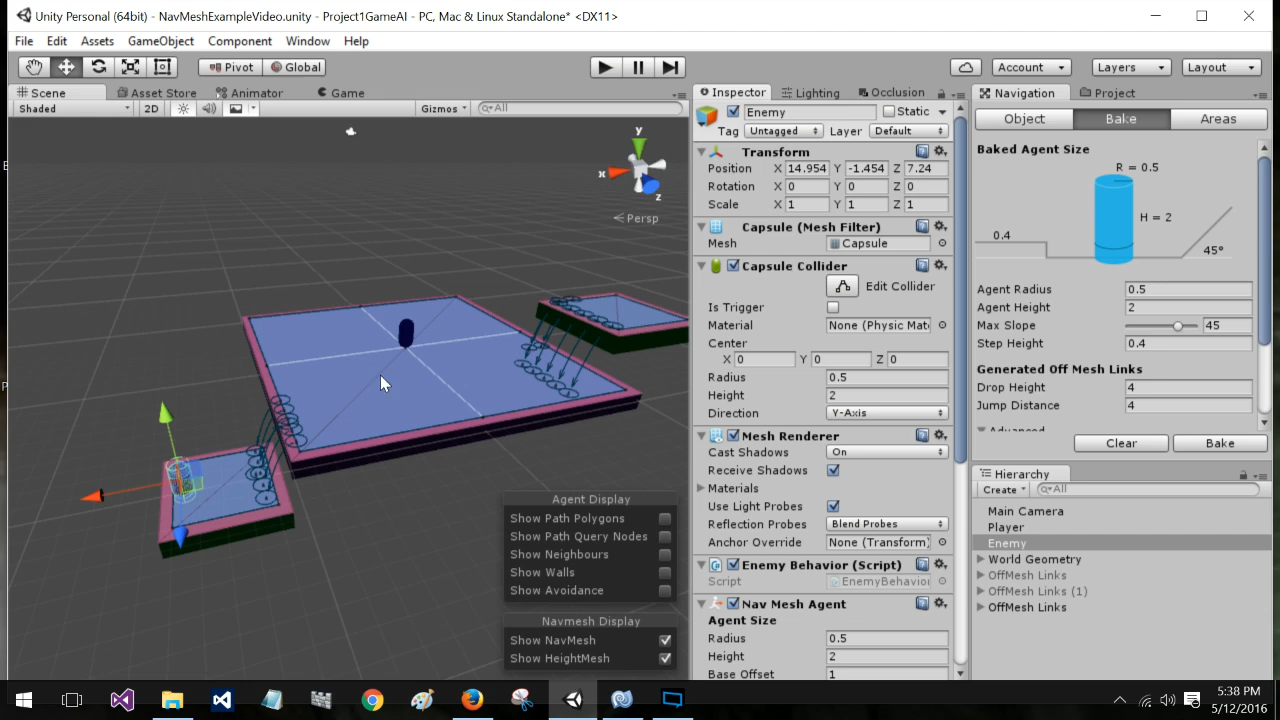 Unity Personal (64bit) - NavMeshExampleVideo.unity - Project1GameAI - PC, Mac & Linux Standalone* <DX11>
File Edit Assets GameObject Component Window Help
Pivot Global Account Layers Layout
Scene Asset Store Animator Game
Shaded 2D Gizmos All
y
x
z
Persp
Agent Display
Show Path Polygons
Show Path Query Nodes
Show Neighbours
Show Walls
Show Avoidance
Navmesh Display
Show NavMesh
Show HeightMesh
Inspector Lighting Occlusion
Enemy Static
Tag Untagged Layer Default
Transform
Position X 14.954 Y -1.454 Z 7.24
Rotation X 0 Y 0 Z 0
Scale X 1 Y 1 Z 1
Capsule (Mesh Filter)
Mesh Capsule
Capsule Collider
Edit Collider
Is Trigger
Material None (Physic Mat
Center
X 0 Y 0 Z 0
Radius 0.5
Height 2
Direction Y-Axis
Mesh Renderer
Cast Shadows On
Receive Shadows
Materials
Use Light Probes
Reflection Probes Blend Probes
Anchor Override None (Transform)
Enemy Behavior (Script)
Script EnemyBehavior
Nav Mesh Agent
Agent Size
Radius 0.5
Height 2
Base Offset 1
Navigation Project
Object Bake Areas
Baked Agent Size
R = 0.5
H = 2
0.4
45°
Agent Radius 0.5
Agent Height 2
Max Slope 45
Step Height 0.4
Generated Off Mesh Links
Drop Height 4
Jump Distance 4
Advanced
Clear Bake
Hierarchy
Create All
Main Camera
Player
Enemy
World Geometry
OffMesh Links
OffMesh Links (1)
OffMesh Links
5:38 PM
5/12/2016